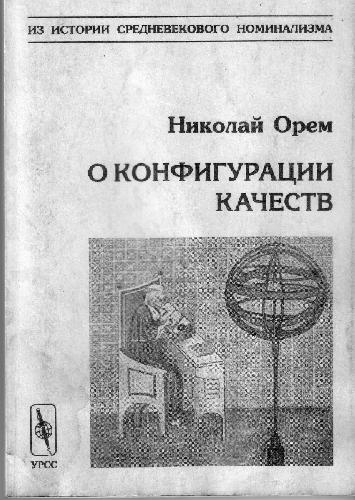 ИЗ ИСТОРИИ СРЕДНЕВЕКОВОГО НОМИНАЛИЗМА
Николай Орем
О КОНФИГУРАЦИИ
КАЧЕСТВ
УРСС